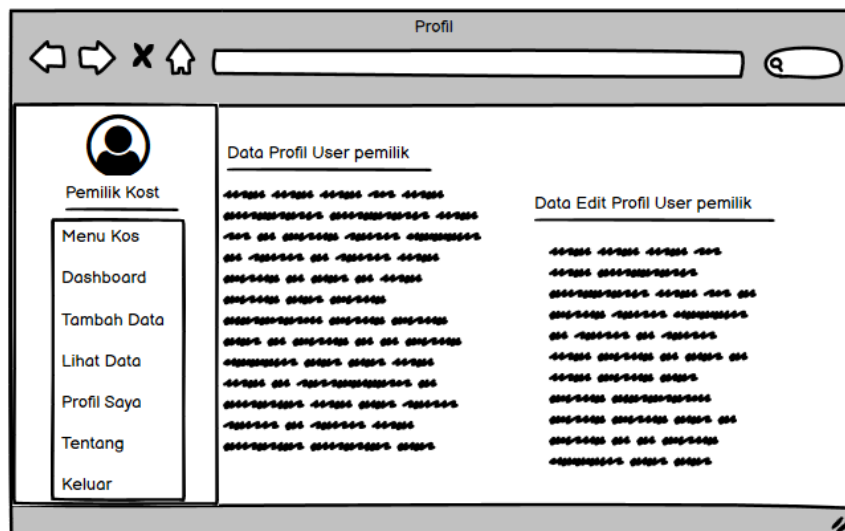 Profil
Pemilik Kost
Menu Kos
Dashboard
Tambah Data
Lihat Data
Profil Saya
Tentang
Keluar
Data Profil User pemilik
Data Edit Profil User pemilik